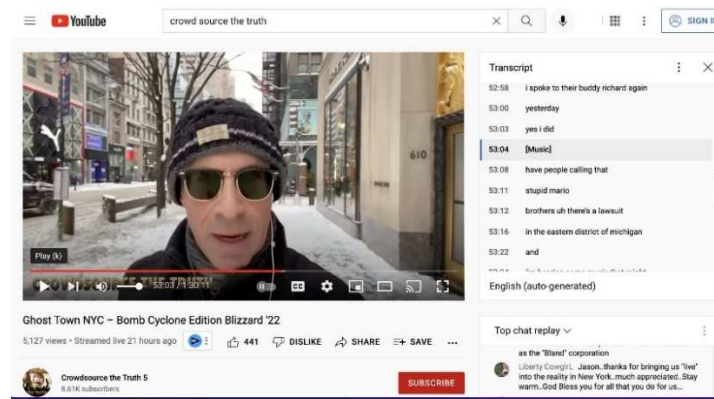 YouTube
crowd source the truth
SIGN I
PUMA
610
Play (k)
CROWDSOURCE THE TRUTH
53:03 / 1:30:11
CC
Transcript
52:58 i spoke to their buddy richard again
53:00 yesterday
53:03 yes i did
53:04 [Music]
53:08 have people calling that
53:11 stupid mario
53:12 brothers uh there's a lawsuit
53:16 in the eastern district of michigan
53:22 and
English (auto-generated)
Ghost Town NYC – Bomb Cyclone Edition Blizzard '22
5,127 views • Streamed live 21 hours ago
441
DISLIKE
SHARE
SAVE
Crowdsource the Truth 5
8.61K subscribers
SUBSCRIBE
Top chat replay
as the "Bland" corporation
Liberty CowgirL Jason..thanks for bringing us "live"
into the reality in New York..much appreciated..Stay
warm..God Bless you for all that you do for us...